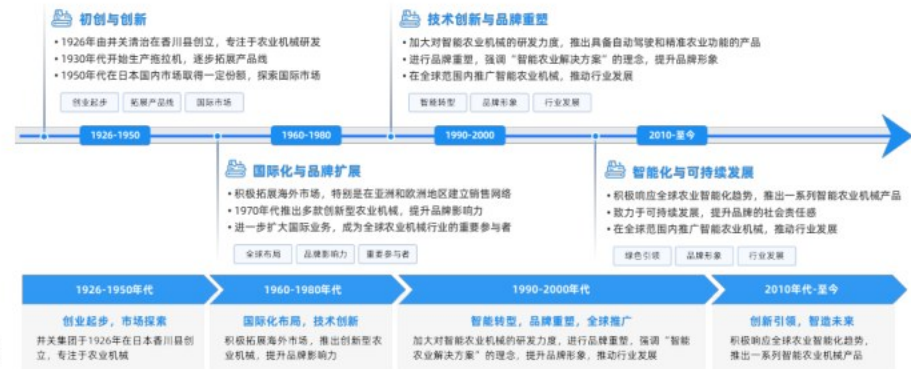 初创与创新
• 1926年由井关清治在香川县创立，专注于农业机械研发
• 1930年代开始生产拖拉机，逐步拓展产品线
• 1950年代在日本国内市场取得一定份额，探索国际市场
创业起步 拓展产品线 国际市场
技术创新与品牌重塑
• 加大对智能农业机械的研发力度，推出具备自动驾驶和精准农业功能的产品
• 进行品牌重塑，强调“智能农业解决方案”的理念，提升品牌形象
• 在全球范围内推广智能农业机械，推动行业发展
智能转型 品牌形象 行业发展
1926-1950 1960-1980 1990-2000 2010-至今
国际化与品牌扩展
• 积极拓展海外市场，特别是在亚洲和欧洲地区建立销售网络
• 1970年代推出多款创新型农业机械，提升品牌影响力
• 进一步扩大国际业务，成为全球农业机械行业的重要参与者
全球布局 品牌影响力 重要参与者
智能化与可持续发展
• 积极响应全球农业智能化趋势，推出一系列智能农业机械产品
• 致力于可持续发展，提升品牌的社会责任感
• 在全球范围内推广智能农业机械，推动行业发展
绿色引领 品牌形象 行业发展
1926-1950年代
创业起步，市场探索
井关集团于1926年在日本香川县创
立，专注于农业机械
1960-1980年代
国际化布局，技术创新
积极拓展海外市场，推出创新型农
业机械，提升品牌影响力
1990-2000年代
智能转型，品牌重塑，全球推广
加大对智能农业机械的研发力度，进行品牌重塑，强调“智能
农业解决方案”的理念，提升品牌形象，推动行业发展
2010年代-至今
创新引领，智造未来
积极响应全球农业智能化趋势，
推出一系列智能农业机械产品